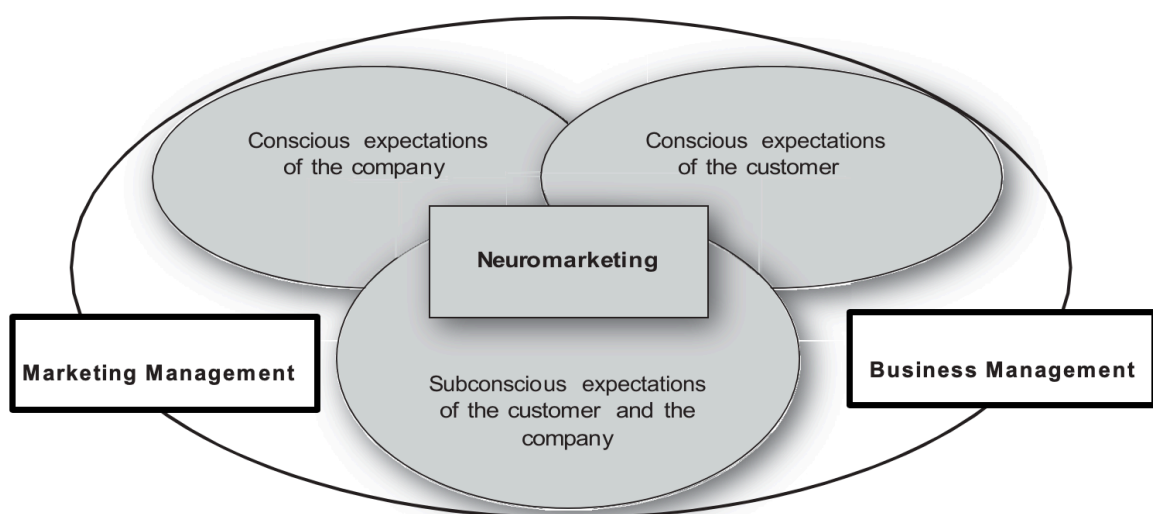 Conscious expectations
of the company
Conscious expectations
of the customer
Neuromarketing
Marketing Management
Business Management
Subconscious expectations
of the customer and the
company